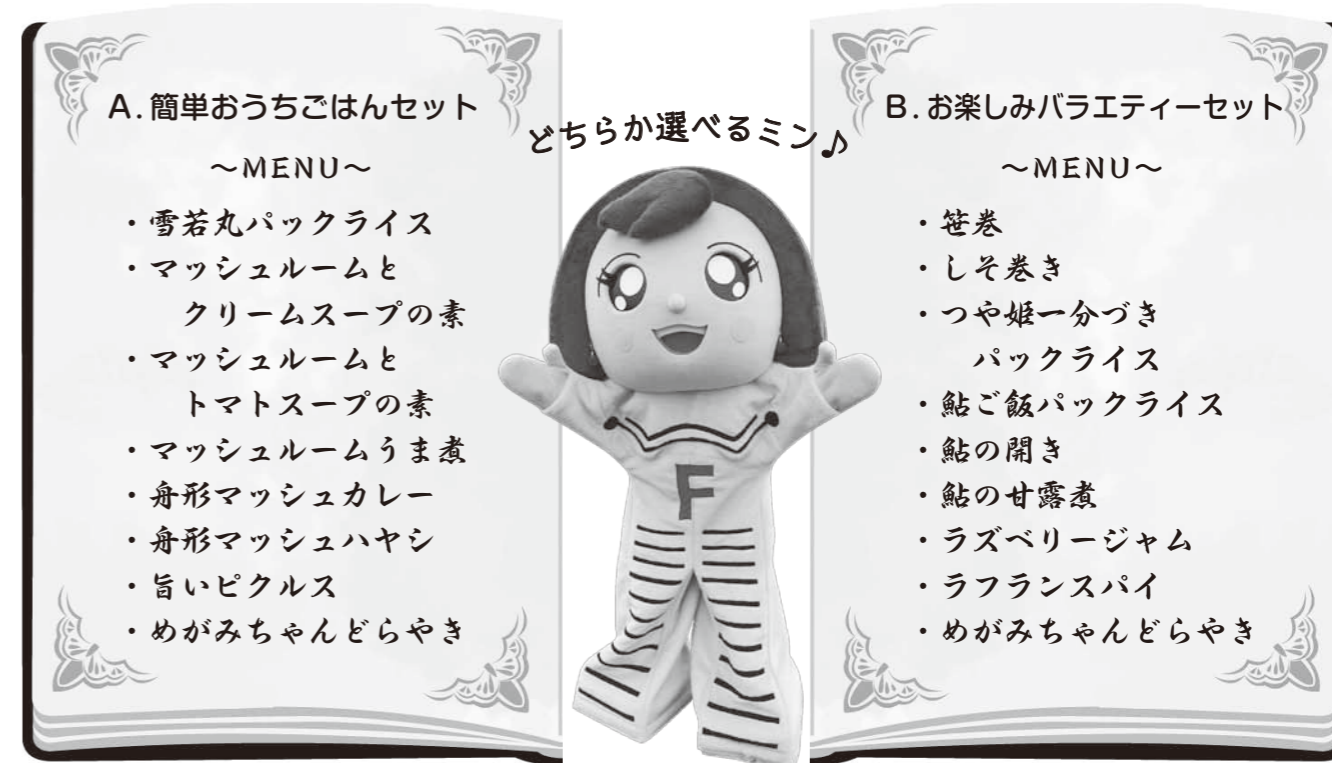 A.簡単おうちごはんセット
~MENU~
・雪若丸パックライス
・マッシュルームと
クリームスープの素
・マッシュルームと
トマトスープの素
・マッシュルームうま煮
・舟形マッシュカレー
・舟形マッシュハヤシ
・旨いピクルス
・めがみちゃんどらやき
どちらか選べるミン♪
F
B.お楽しみバラエティーセット
~MENU~
・笹巻
・しそ巻き
・つや姫一分づき
パックライス
・鮎ご飯パックライス
・鮎の開き
・鮎の甘露煮
・ラズベリージャム
・ラフランスパイ
・めがみちゃんどらやき